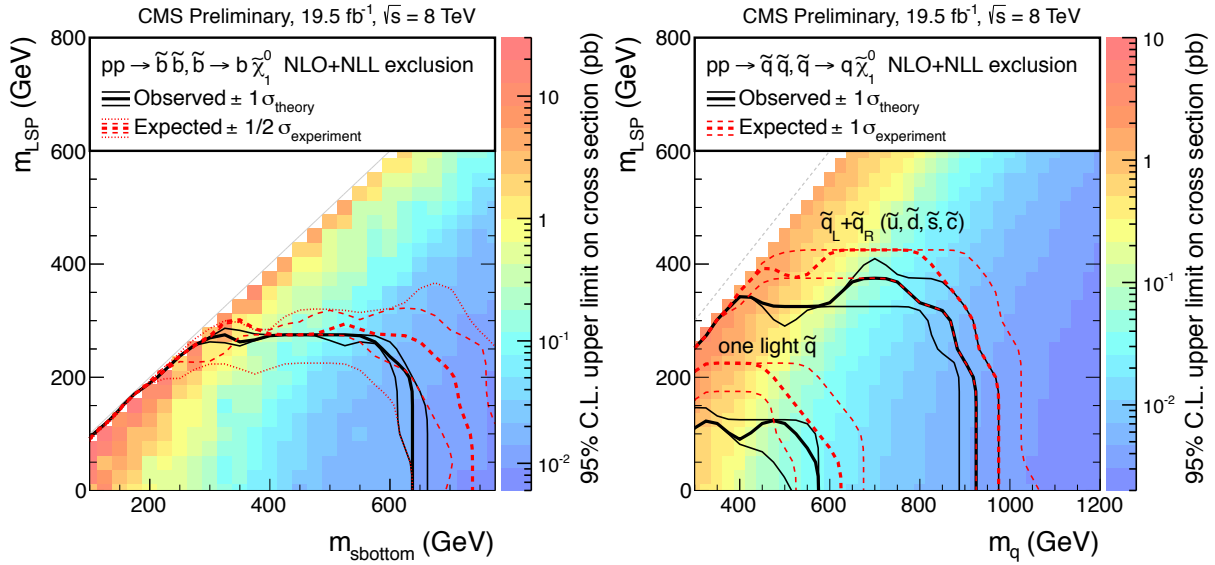 CMS Preliminary, 19.5 fb⁻¹, √s = 8 TeV
800
600
400
200
0
m_LSP (GeV)
pp → b̃ b̃, b̃ → b χ̃⁰₁ NLO+NLL exclusion
Observed ± 1 σ_theory
Expected ± 1/2 σ_experiment
200
400
600
m_sbottom (GeV)
10
1
10⁻¹
10⁻²
95% C.L. upper limit on cross section (pb)
CMS Preliminary, 19.5 fb⁻¹, √s = 8 TeV
800
600
400
200
0
m_LSP (GeV)
pp → q̃ q̃, q̃ → q χ̃⁰₁ NLO+NLL exclusion
Observed ± 1 σ_theory
Expected ± 1 σ_experiment
q̃_L+q̃_R (ũ, d̃, s̃, c̃)
one light q̃
400
600
800
1000
1200
m_q (GeV)
10
1
10⁻¹
10⁻²
95% C.L. upper limit on cross section (pb)